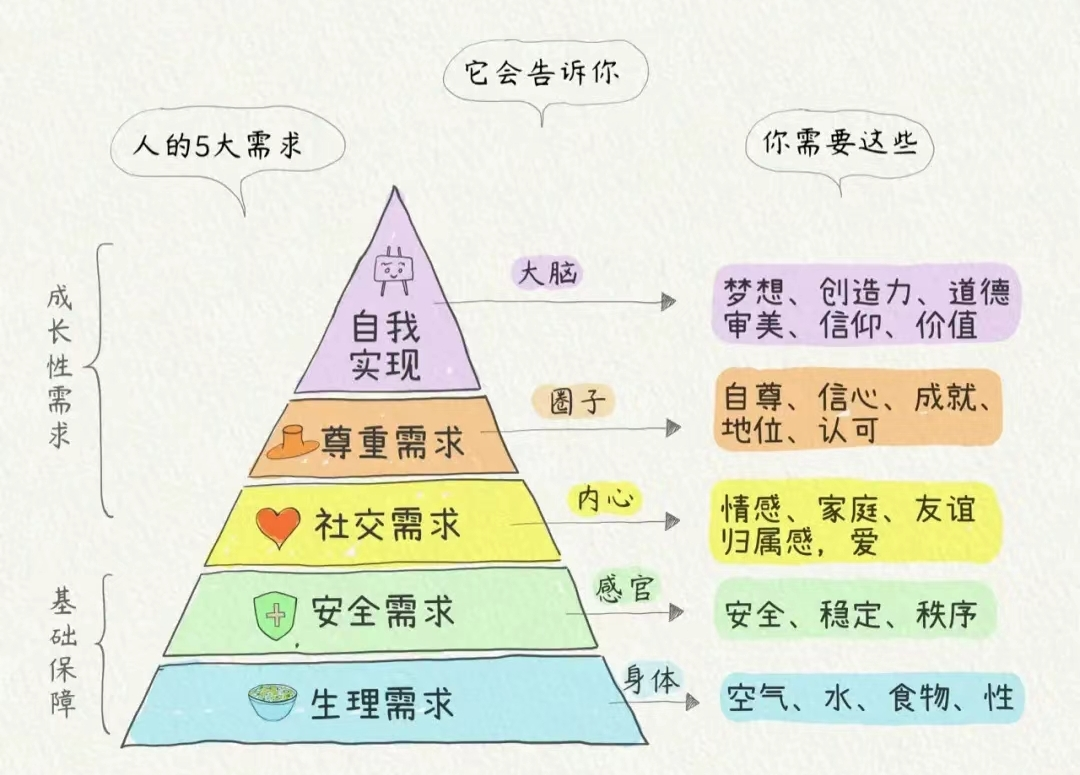 它会告诉你
人的5大需求
你需要这些
成长性需求
自我
实现
大脑
梦想、创造力、道德
审美、信仰、价值
尊重需求
圈子
自尊、信心、成就、
地位、认可
社交需求
内心
情感、家庭、友谊
归属感，爱
基础保障
安全需求
感官
安全、稳定、秩序
生理需求
身体
空气、水、食物、性